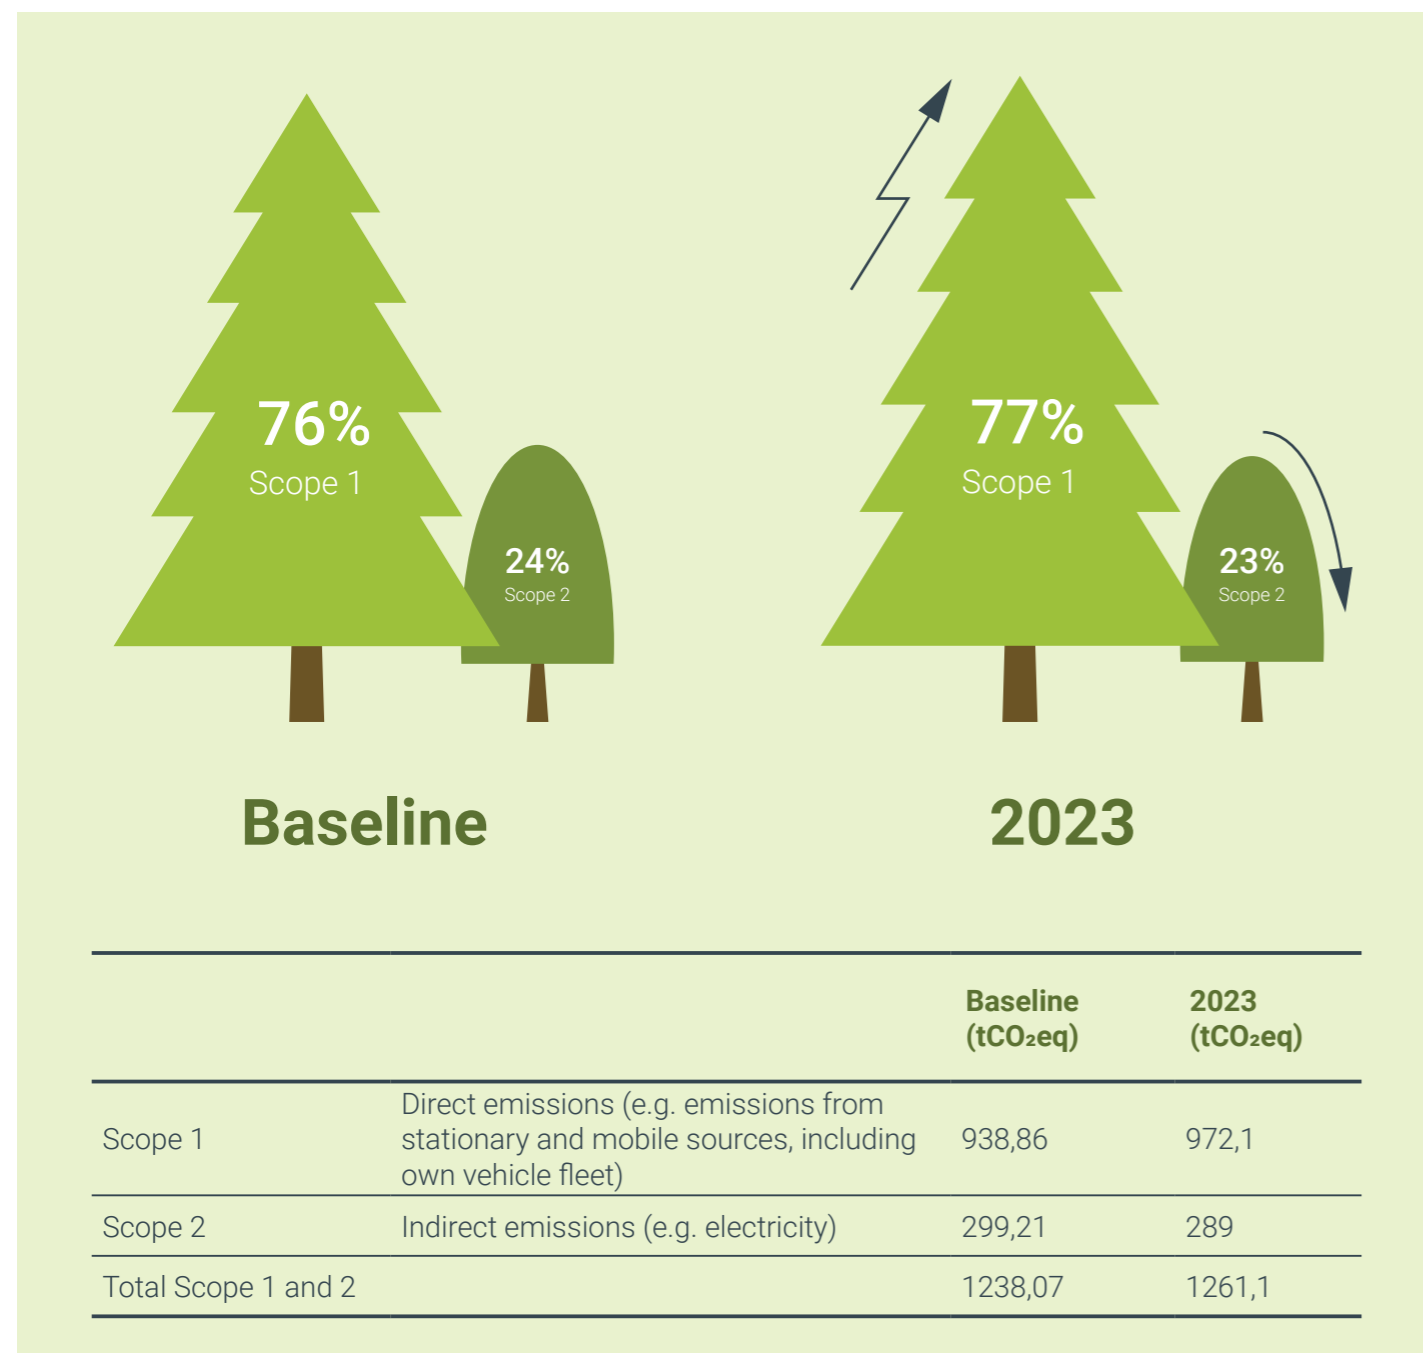 76%
Scope 1
24%
Scope 2
77%
Scope 1
23%
Scope 2
Baseline
2023
Baseline
(tCO₂eq)
2023
(tCO₂eq)
Scope 1
Direct emissions (e.g. emissions from
stationary and mobile sources, including
own vehicle fleet)
938,86
972,1
Scope 2
Indirect emissions (e.g. electricity)
299,21
289
Total Scope 1 and 2
1238,07
1261,1